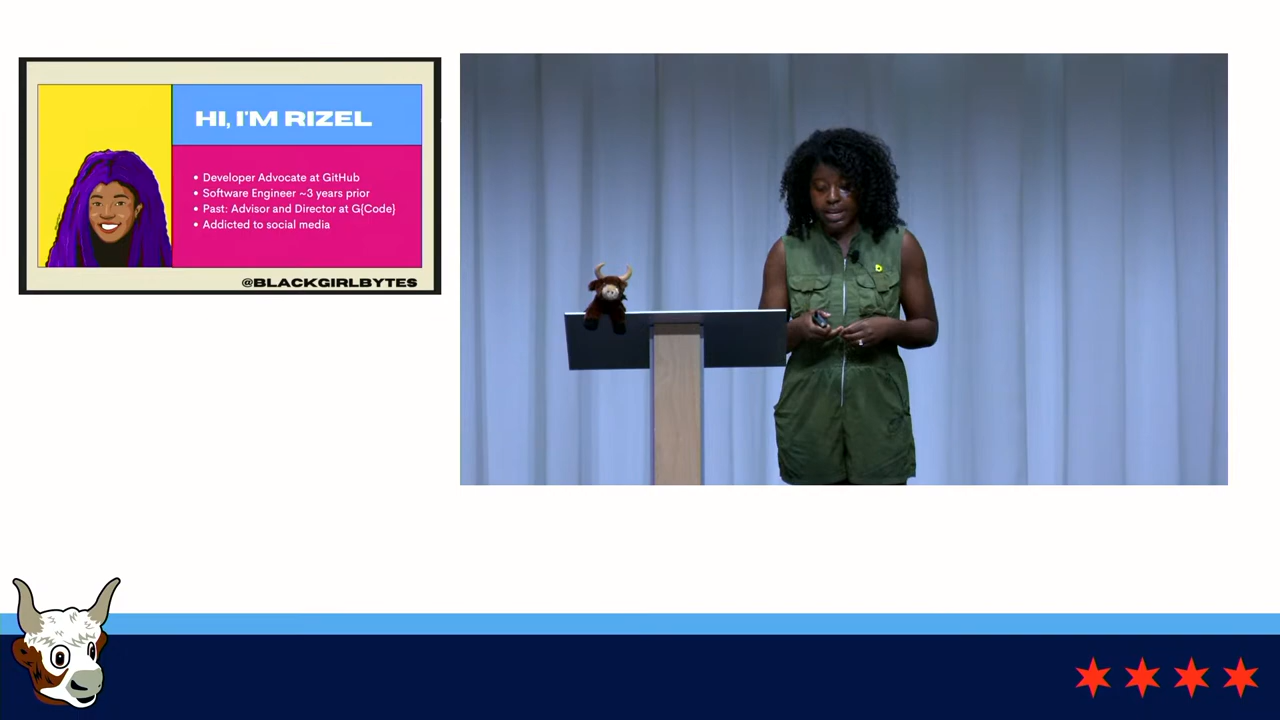 HI, I'M RIZEL
• Developer Advocate at GitHub
• Software Engineer ~3 years prior
• Past: Advisor and Director at G{Code}
• Addicted to social media
@BLACKGIRLBYTES